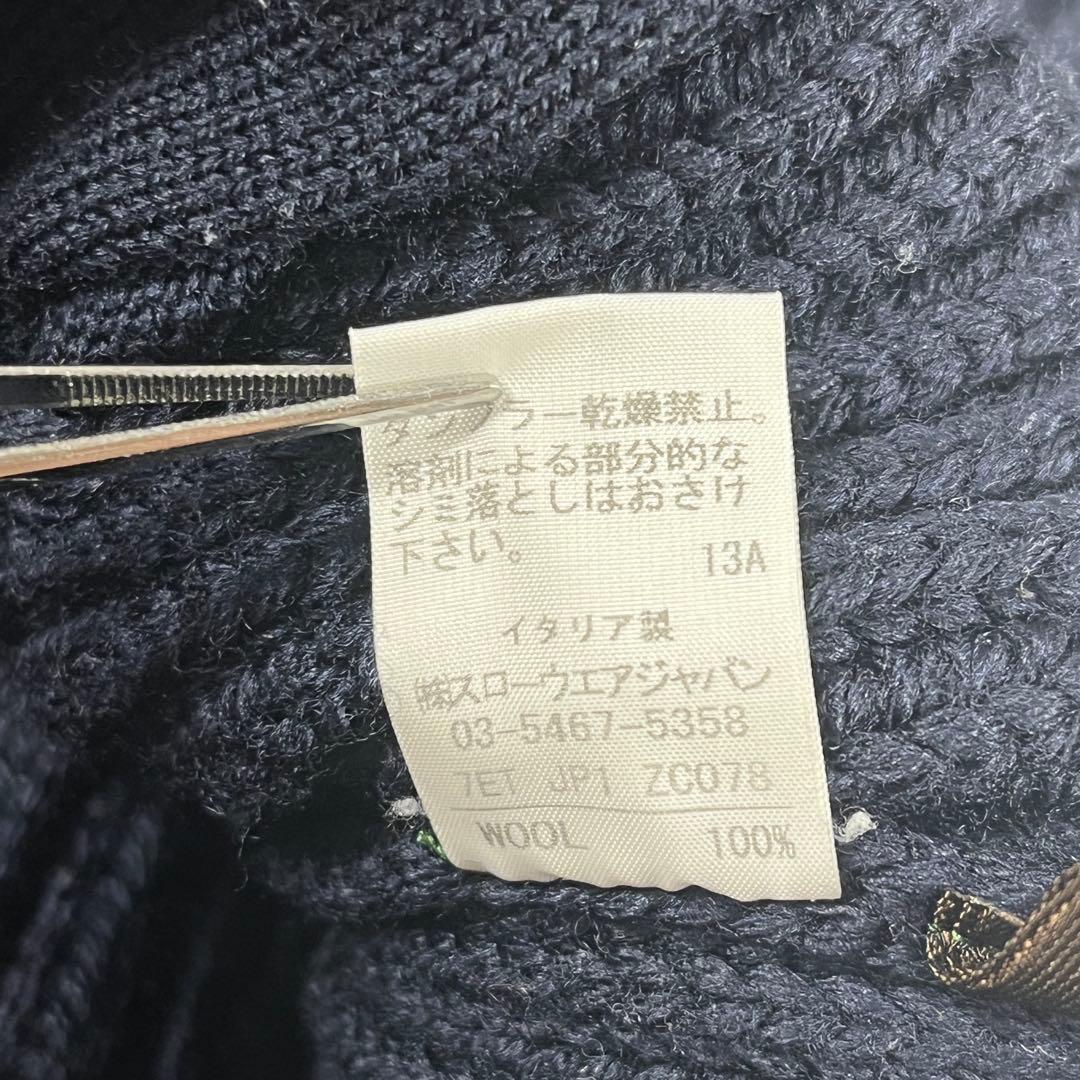 タンブラー乾燥禁止。
溶剤による部分的な
シミ落としはおさけ
下さい。
13A
イタリア製
㈱スローウエアジャパン
03-5467-5358
7ET JP1 ZC078
WOOL 100%